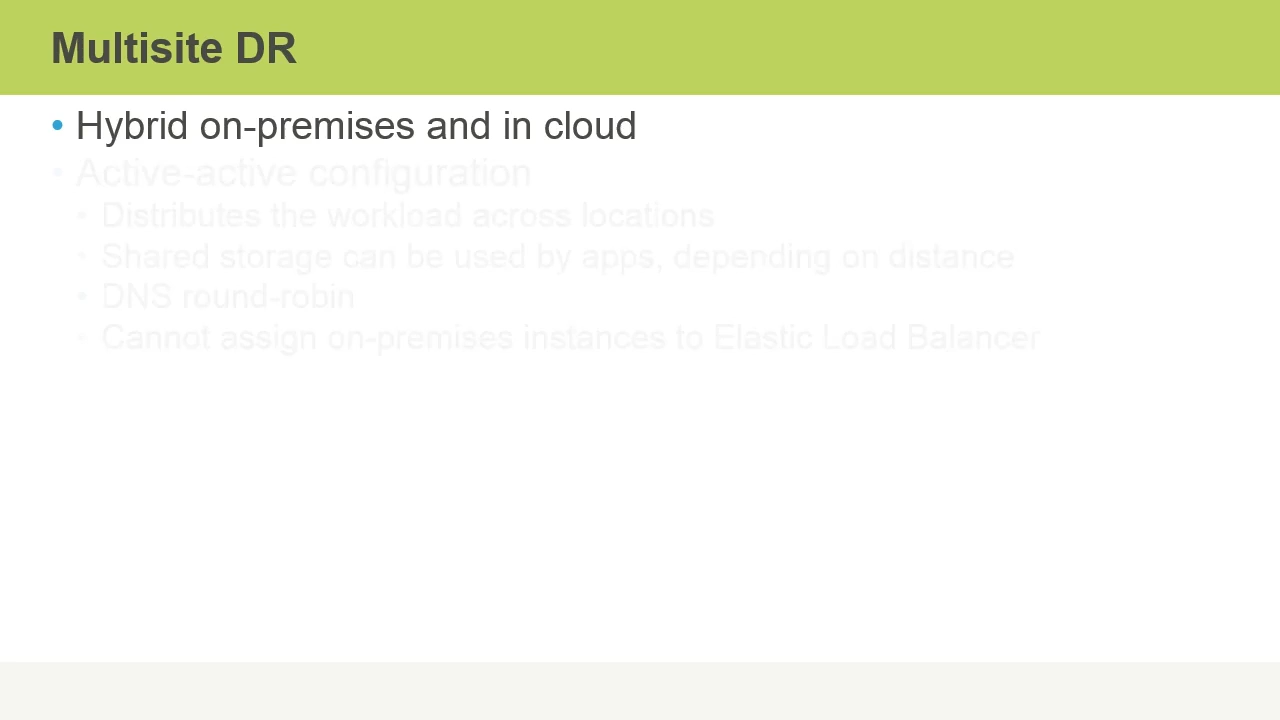 Multisite DR
• Hybrid on-premises and in cloud
• Active-active configuration
• Distributes the workload across locations
• Shared storage can be used by apps, depending on distance
• DNS round-robin
• Cannot assign on-premises instances to Elastic Load Balancer